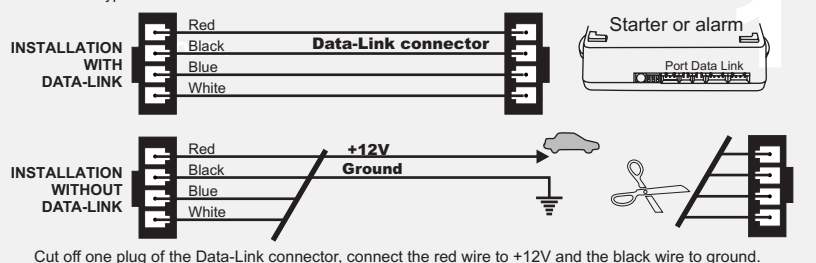 Red
Black
Blue
White
Data-Link connector
INSTALLATION
WITH
DATA-LINK
Starter or alarm
1
Port Data Link
Red
Black
Blue
White
+12V
Ground
INSTALLATION
WITHOUT
DATA-LINK
Cut off one plug of the Data-Link connector, connect the red wire to +12V and the black wire to ground.